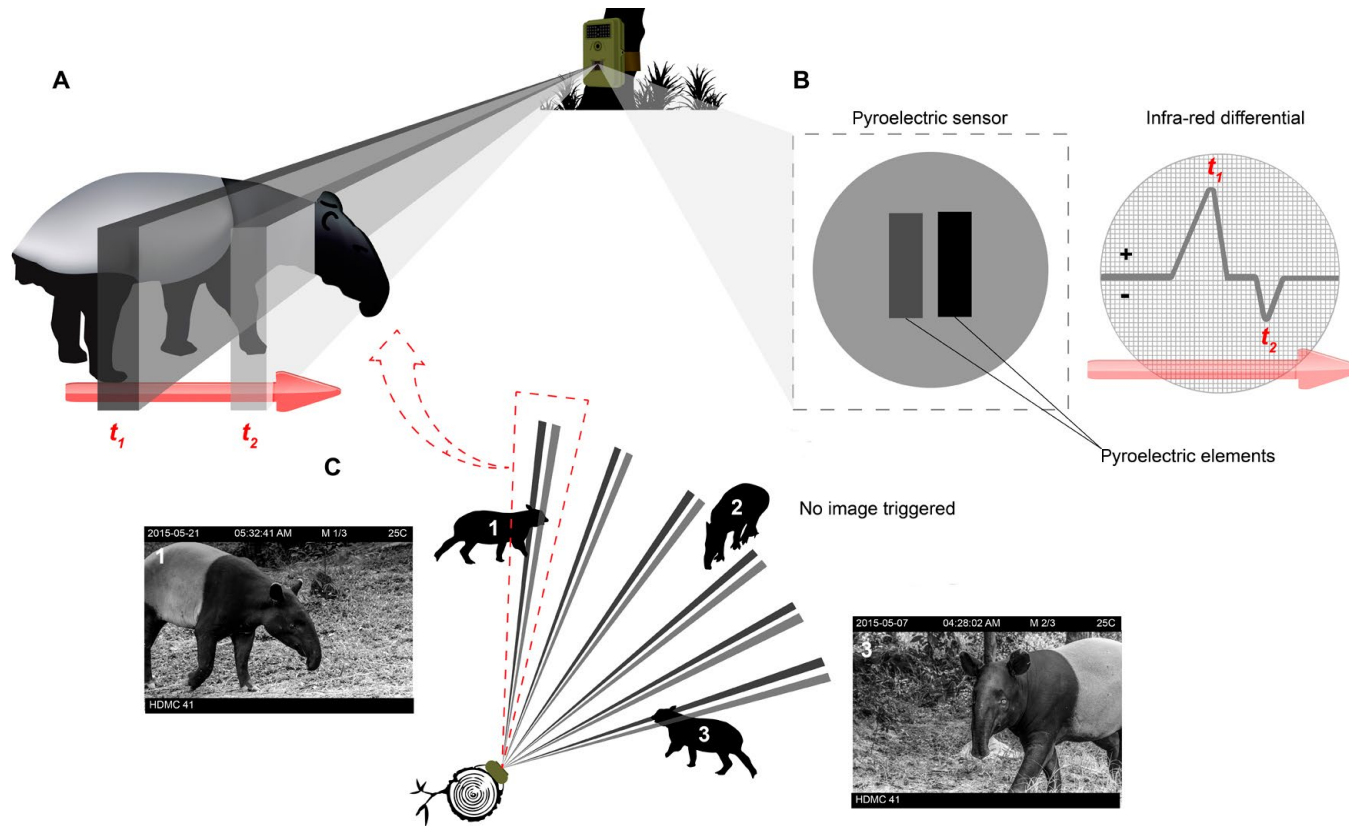 A
B
Pyroelectric sensor
Infra-red differential
t1
+
-
t2
t1
t2
Pyroelectric elements
C
1
2
No image triggered
3
2015-05-21 05:32:41 AM M 1/3 25C
1
HDMC 41
2015-05-07 04:28:02 AM M 2/3 25C
3
HDMC 41